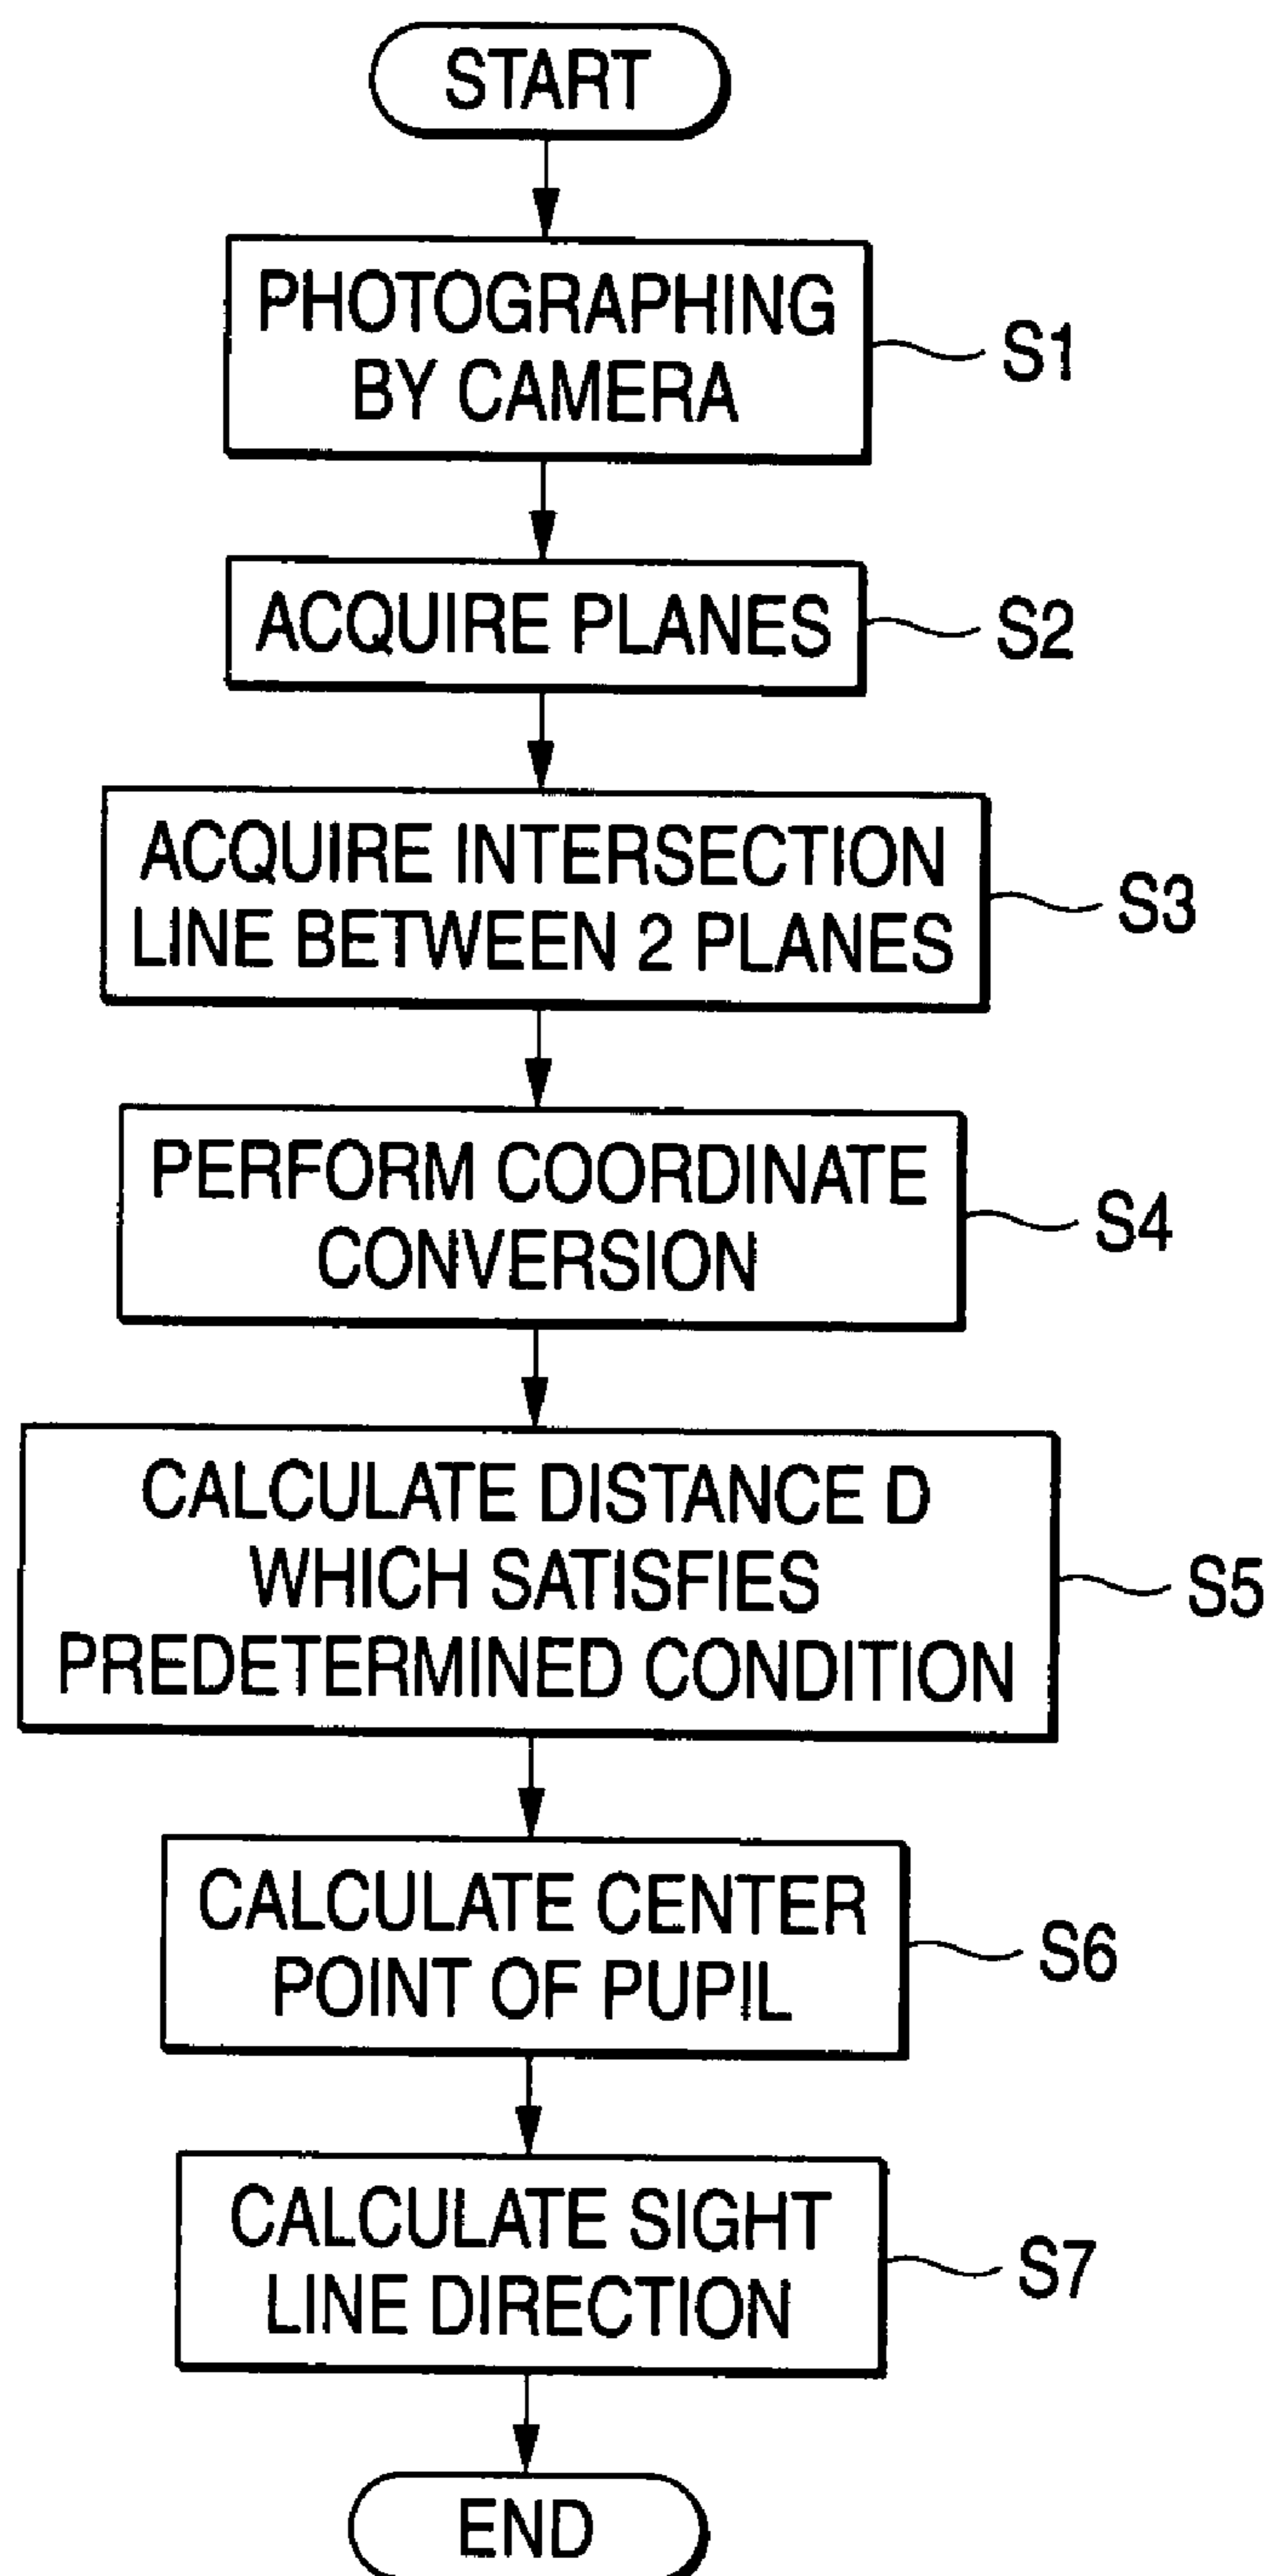 START
PHOTOGRAPHING
BY CAMERA
S1
ACQUIRE PLANES
S2
ACQUIRE INTERSECTION
LINE BETWEEN 2 PLANES
S3
PERFORM COORDINATE
CONVERSION
S4
CALCULATE DISTANCE D
WHICH SATISFIES
PREDETERMINED CONDITION
S5
CALCULATE CENTER
POINT OF PUPIL
S6
CALCULATE SIGHT
LINE DIRECTION
S7
END